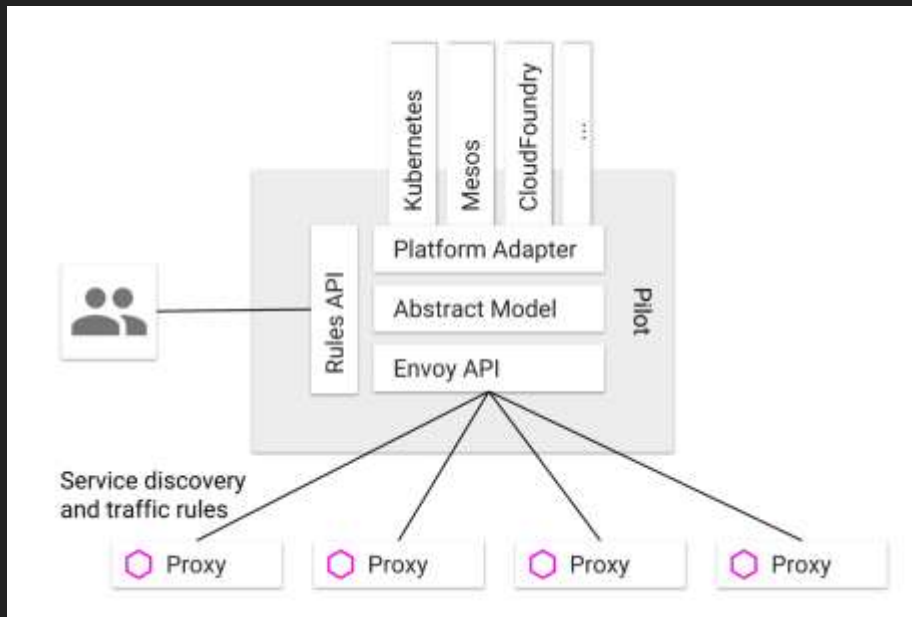 Kubernetes
Mesos
CloudFoundry
...
Rules API
Platform Adapter
Abstract Model
Envoy API
Pilot
Service discovery
and traffic rules
Proxy
Proxy
Proxy
Proxy